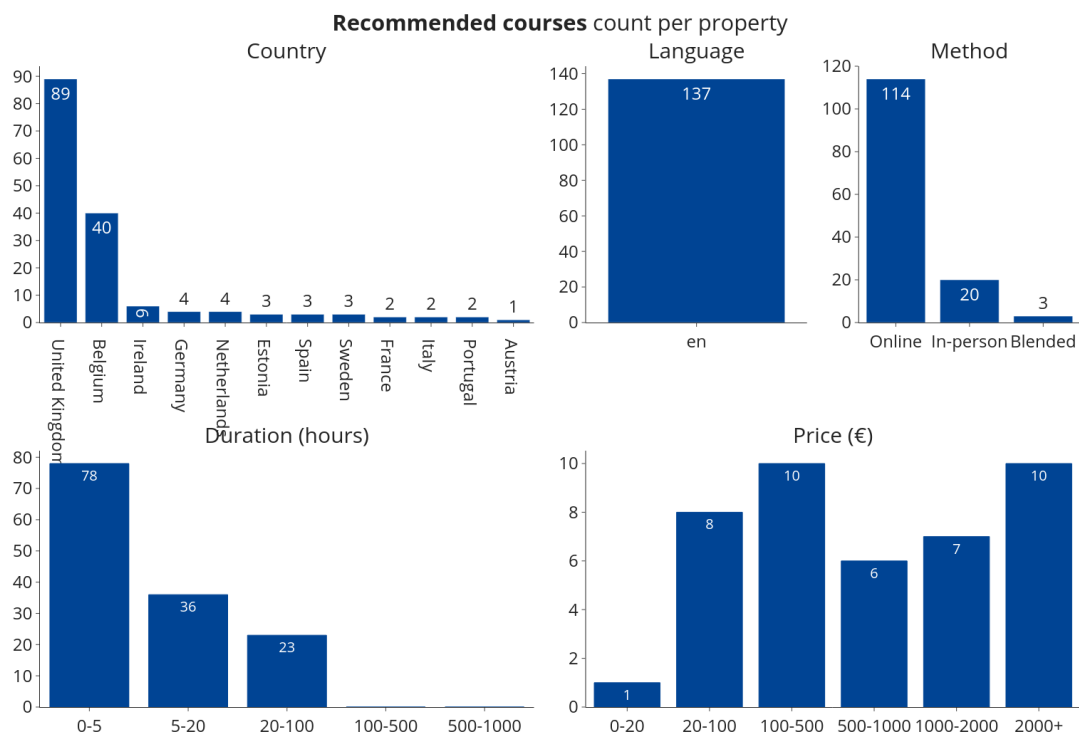 Recommended courses count per property
Country
90
80
70
60
50
40
30
20
10
0
89
40
6
4
4
3
3
3
2
2
2
1
United Kingdom
Belgium
Ireland
Germany
Netherlands
Estonia
Spain
Sweden
France
Italy
Portugal
Austria
Language
140
120
100
80
60
40
20
0
137
en
Method
120
100
80
60
40
20
0
114
20
3
Online In-person Blended
Duration (hours)
80
70
60
50
40
30
20
10
0
78
36
23
0-5 5-20 20-100 100-500 500-1000
Price (€)
10
8
6
4
2
0
1
8
10
6
7
10
0-20 20-100 100-500 500-1000 1000-2000 2000+